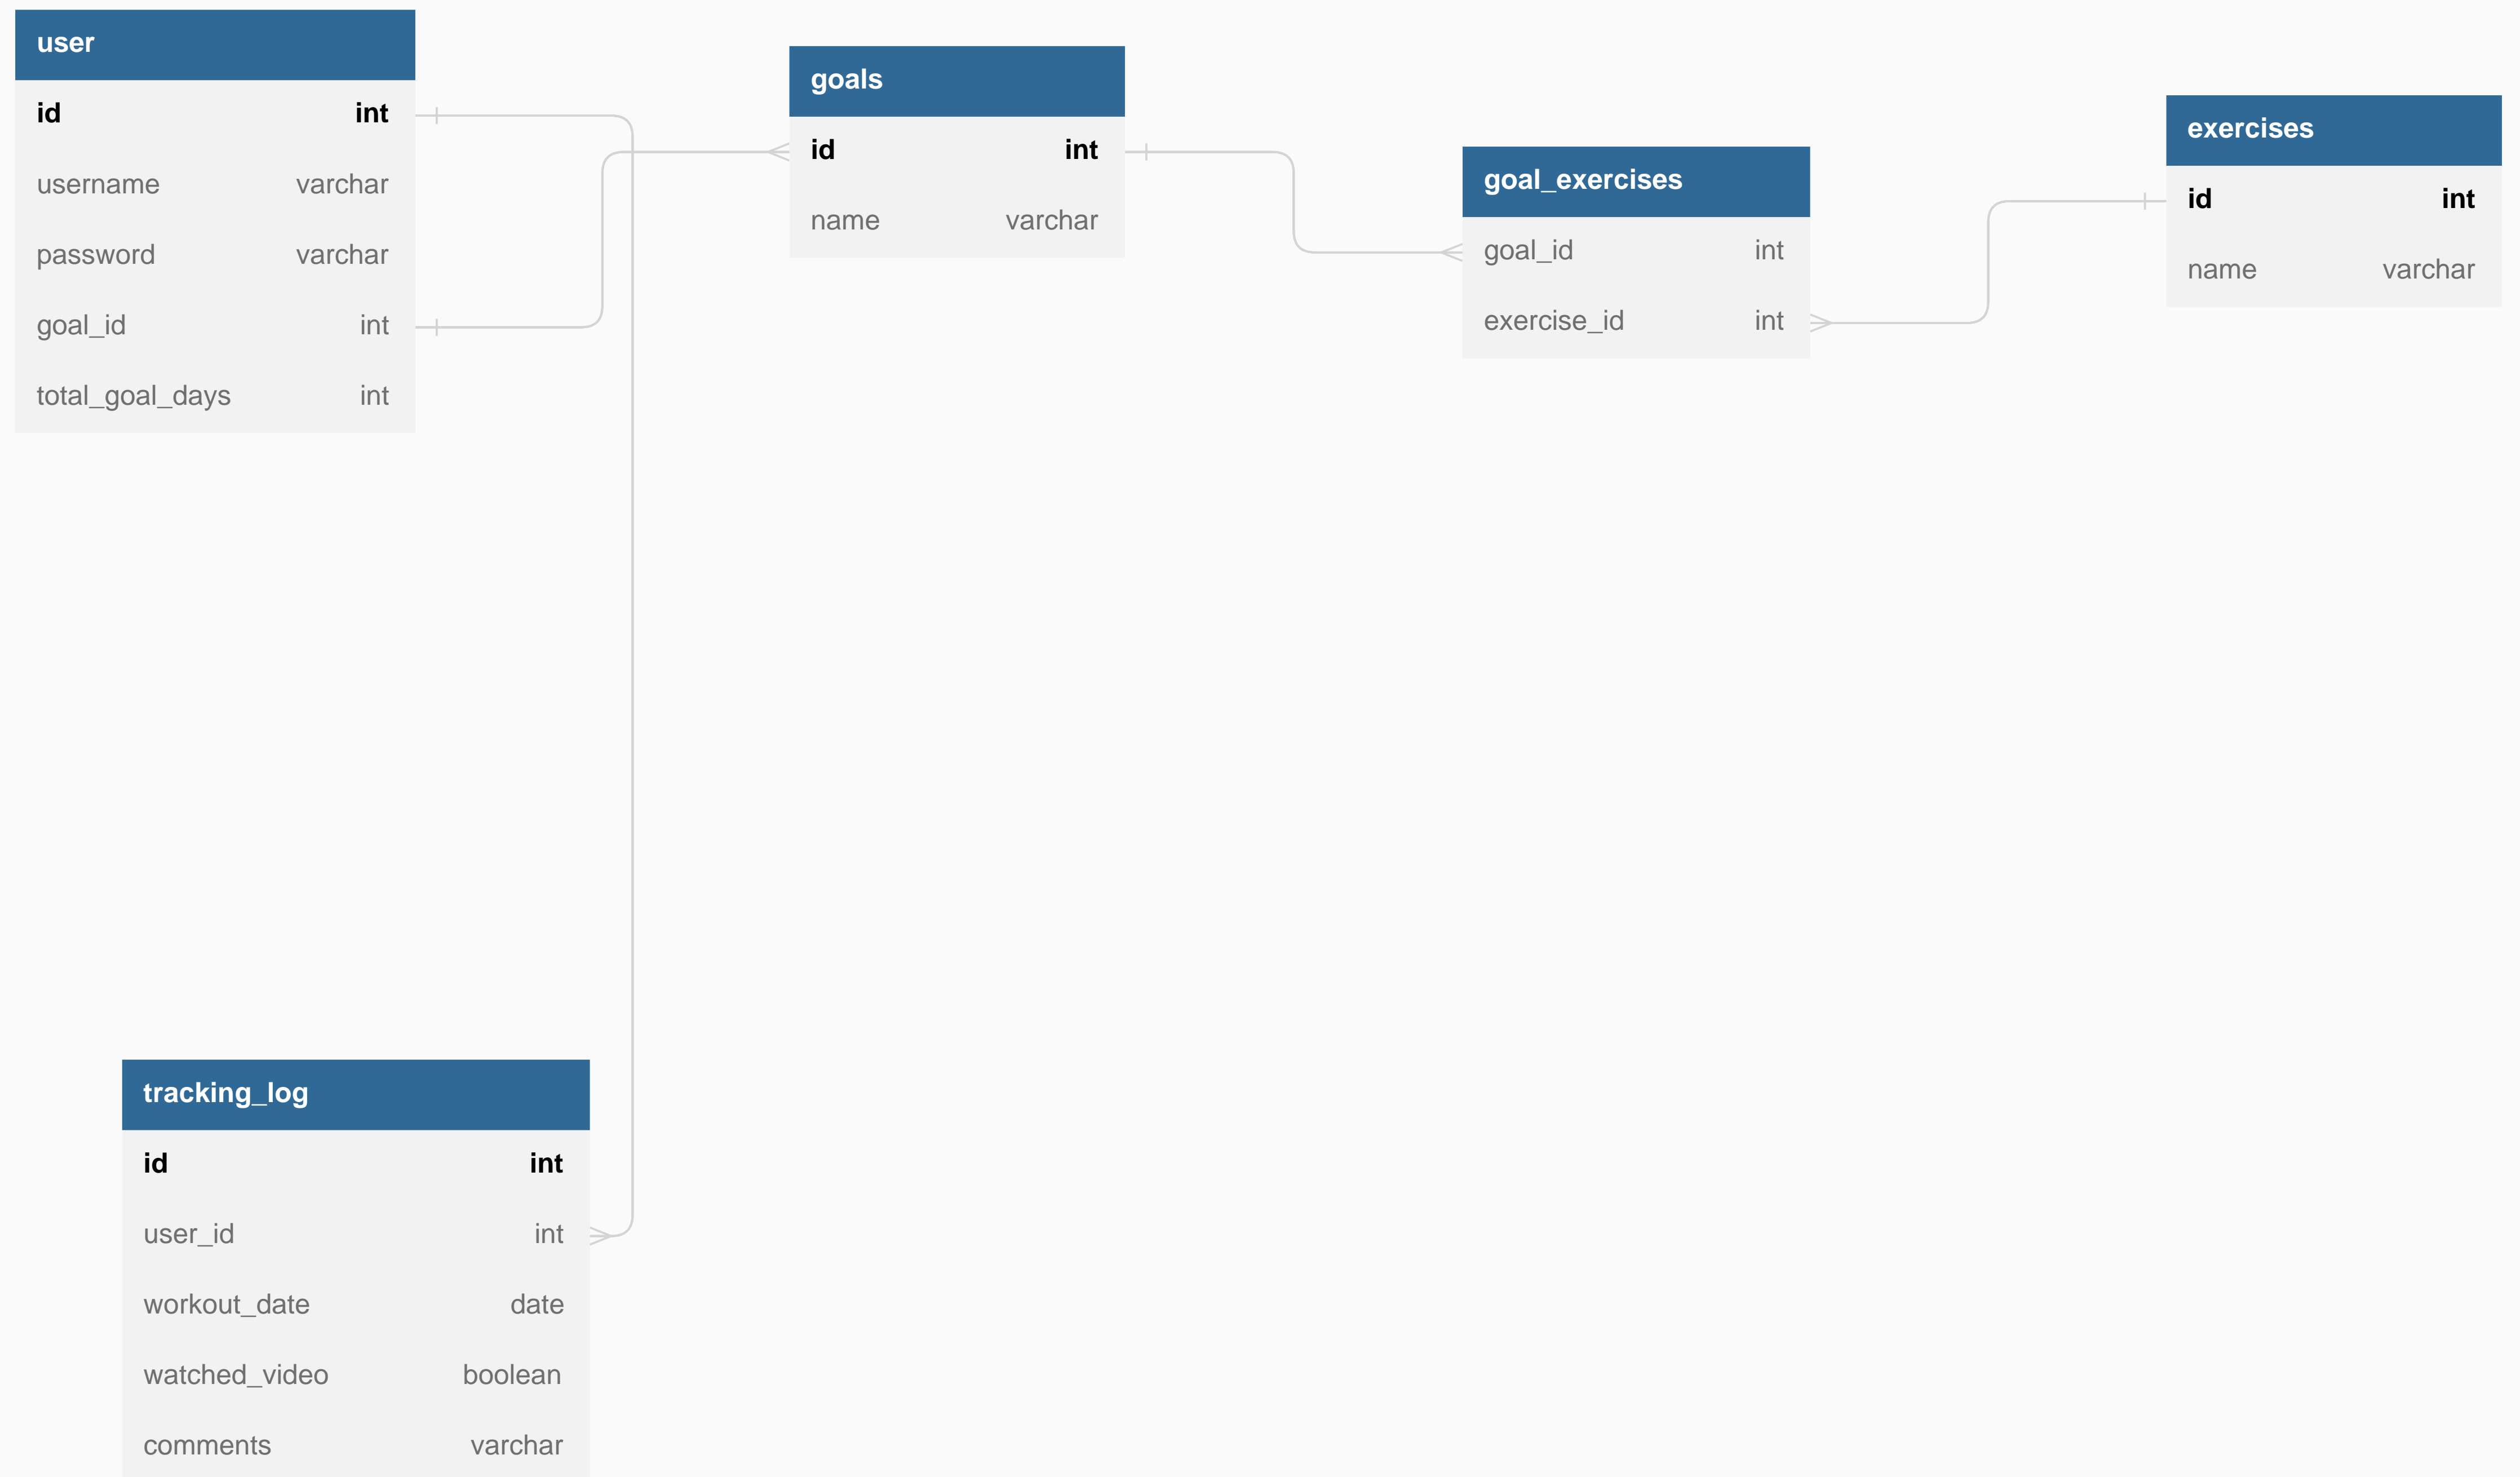 user
id int
username varchar
password varchar
goal_id int
total_goal_days int
goals
id int
name varchar
goal_exercises
goal_id int
exercise_id int
exercises
id int
name varchar
tracking_log
id int
user_id int
workout_date date
watched_video boolean
comments varchar